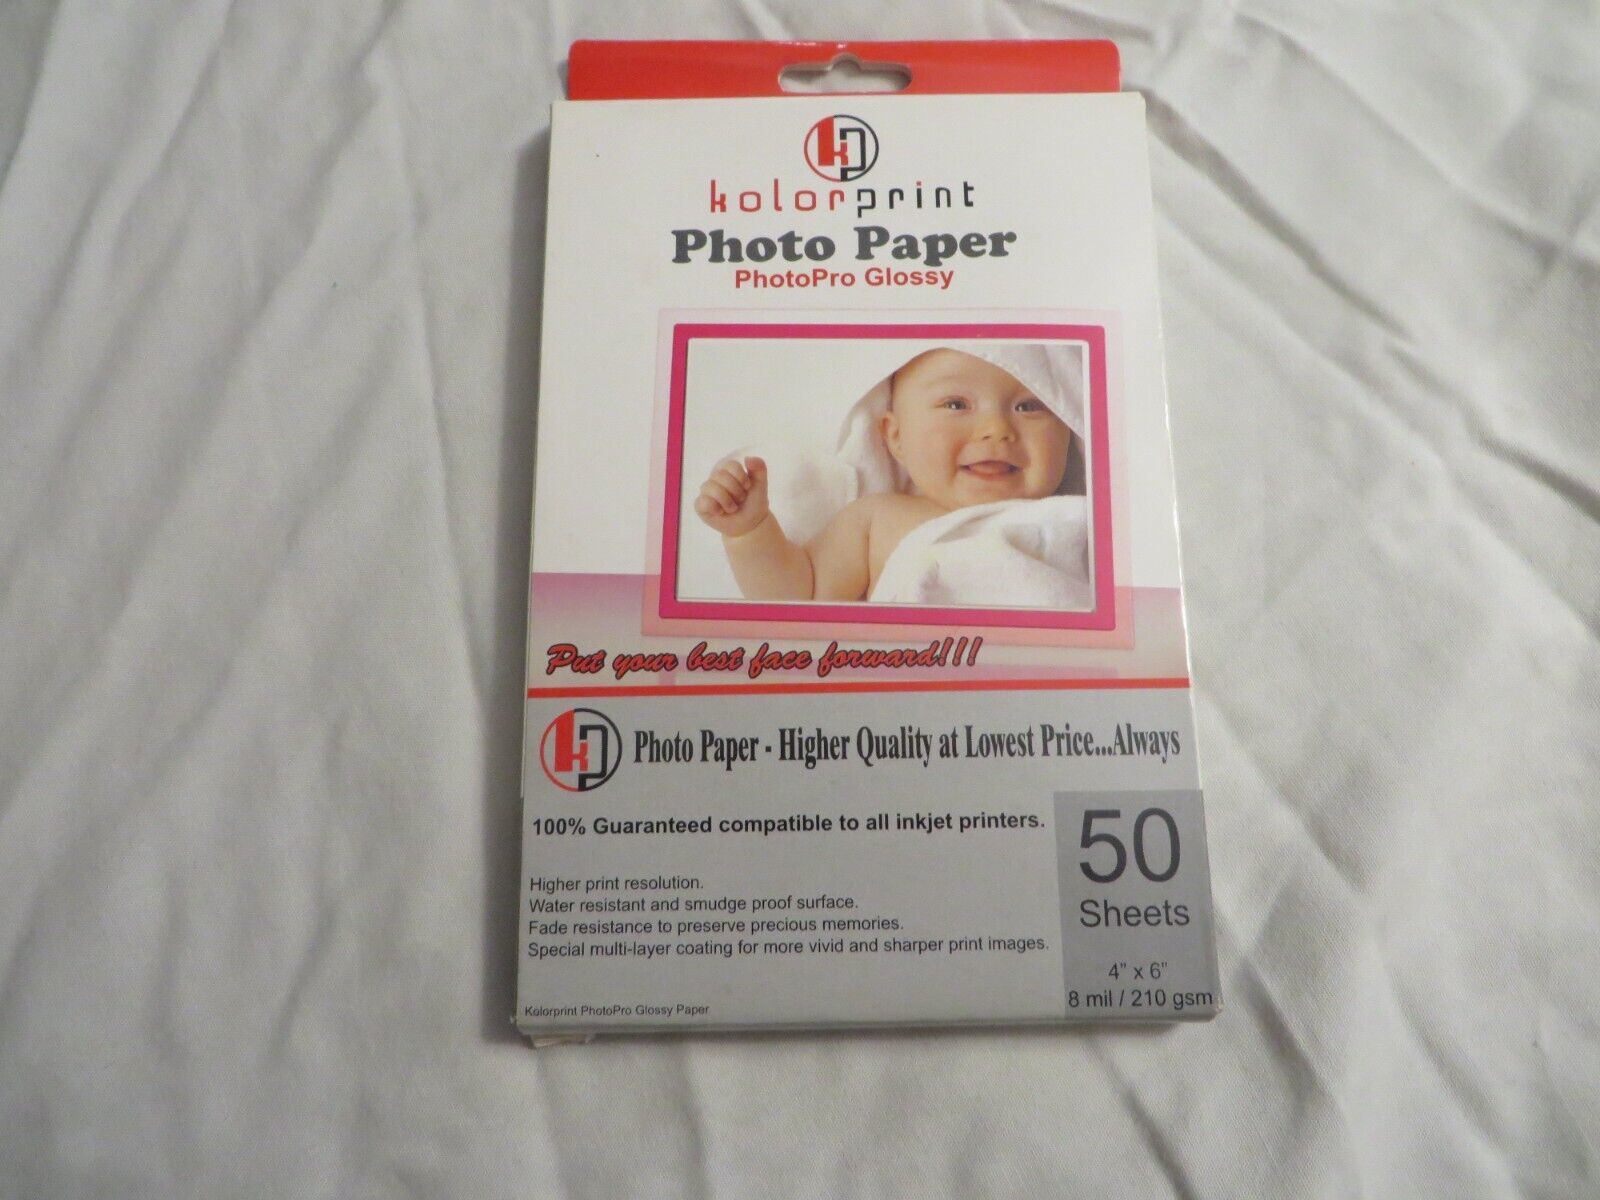 kp
kolorprint
Photo Paper
PhotoPro Glossy
Put your best face forward!!!
kp Photo Paper - Higher Quality at Lowest Price...Always
100% Guaranteed compatible to all inkjet printers.
Higher print resolution.
Water resistant and smudge proof surface.
Fade resistance to preserve precious memories.
Special multi-layer coating for more vivid and sharper print images.
50
Sheets
4" x 6"
8 mil / 210 gsm
Kolorprint PhotoPro Glossy Paper